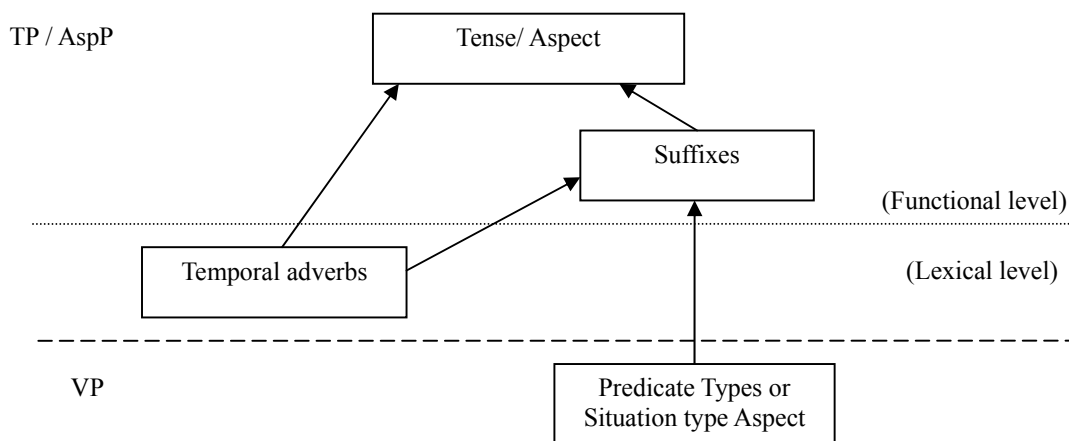 TP / AspP
Tense/ Aspect
Suffixes
(Functional level)
Temporal adverbs
(Lexical level)
VP
Predicate Types or
Situation type Aspect